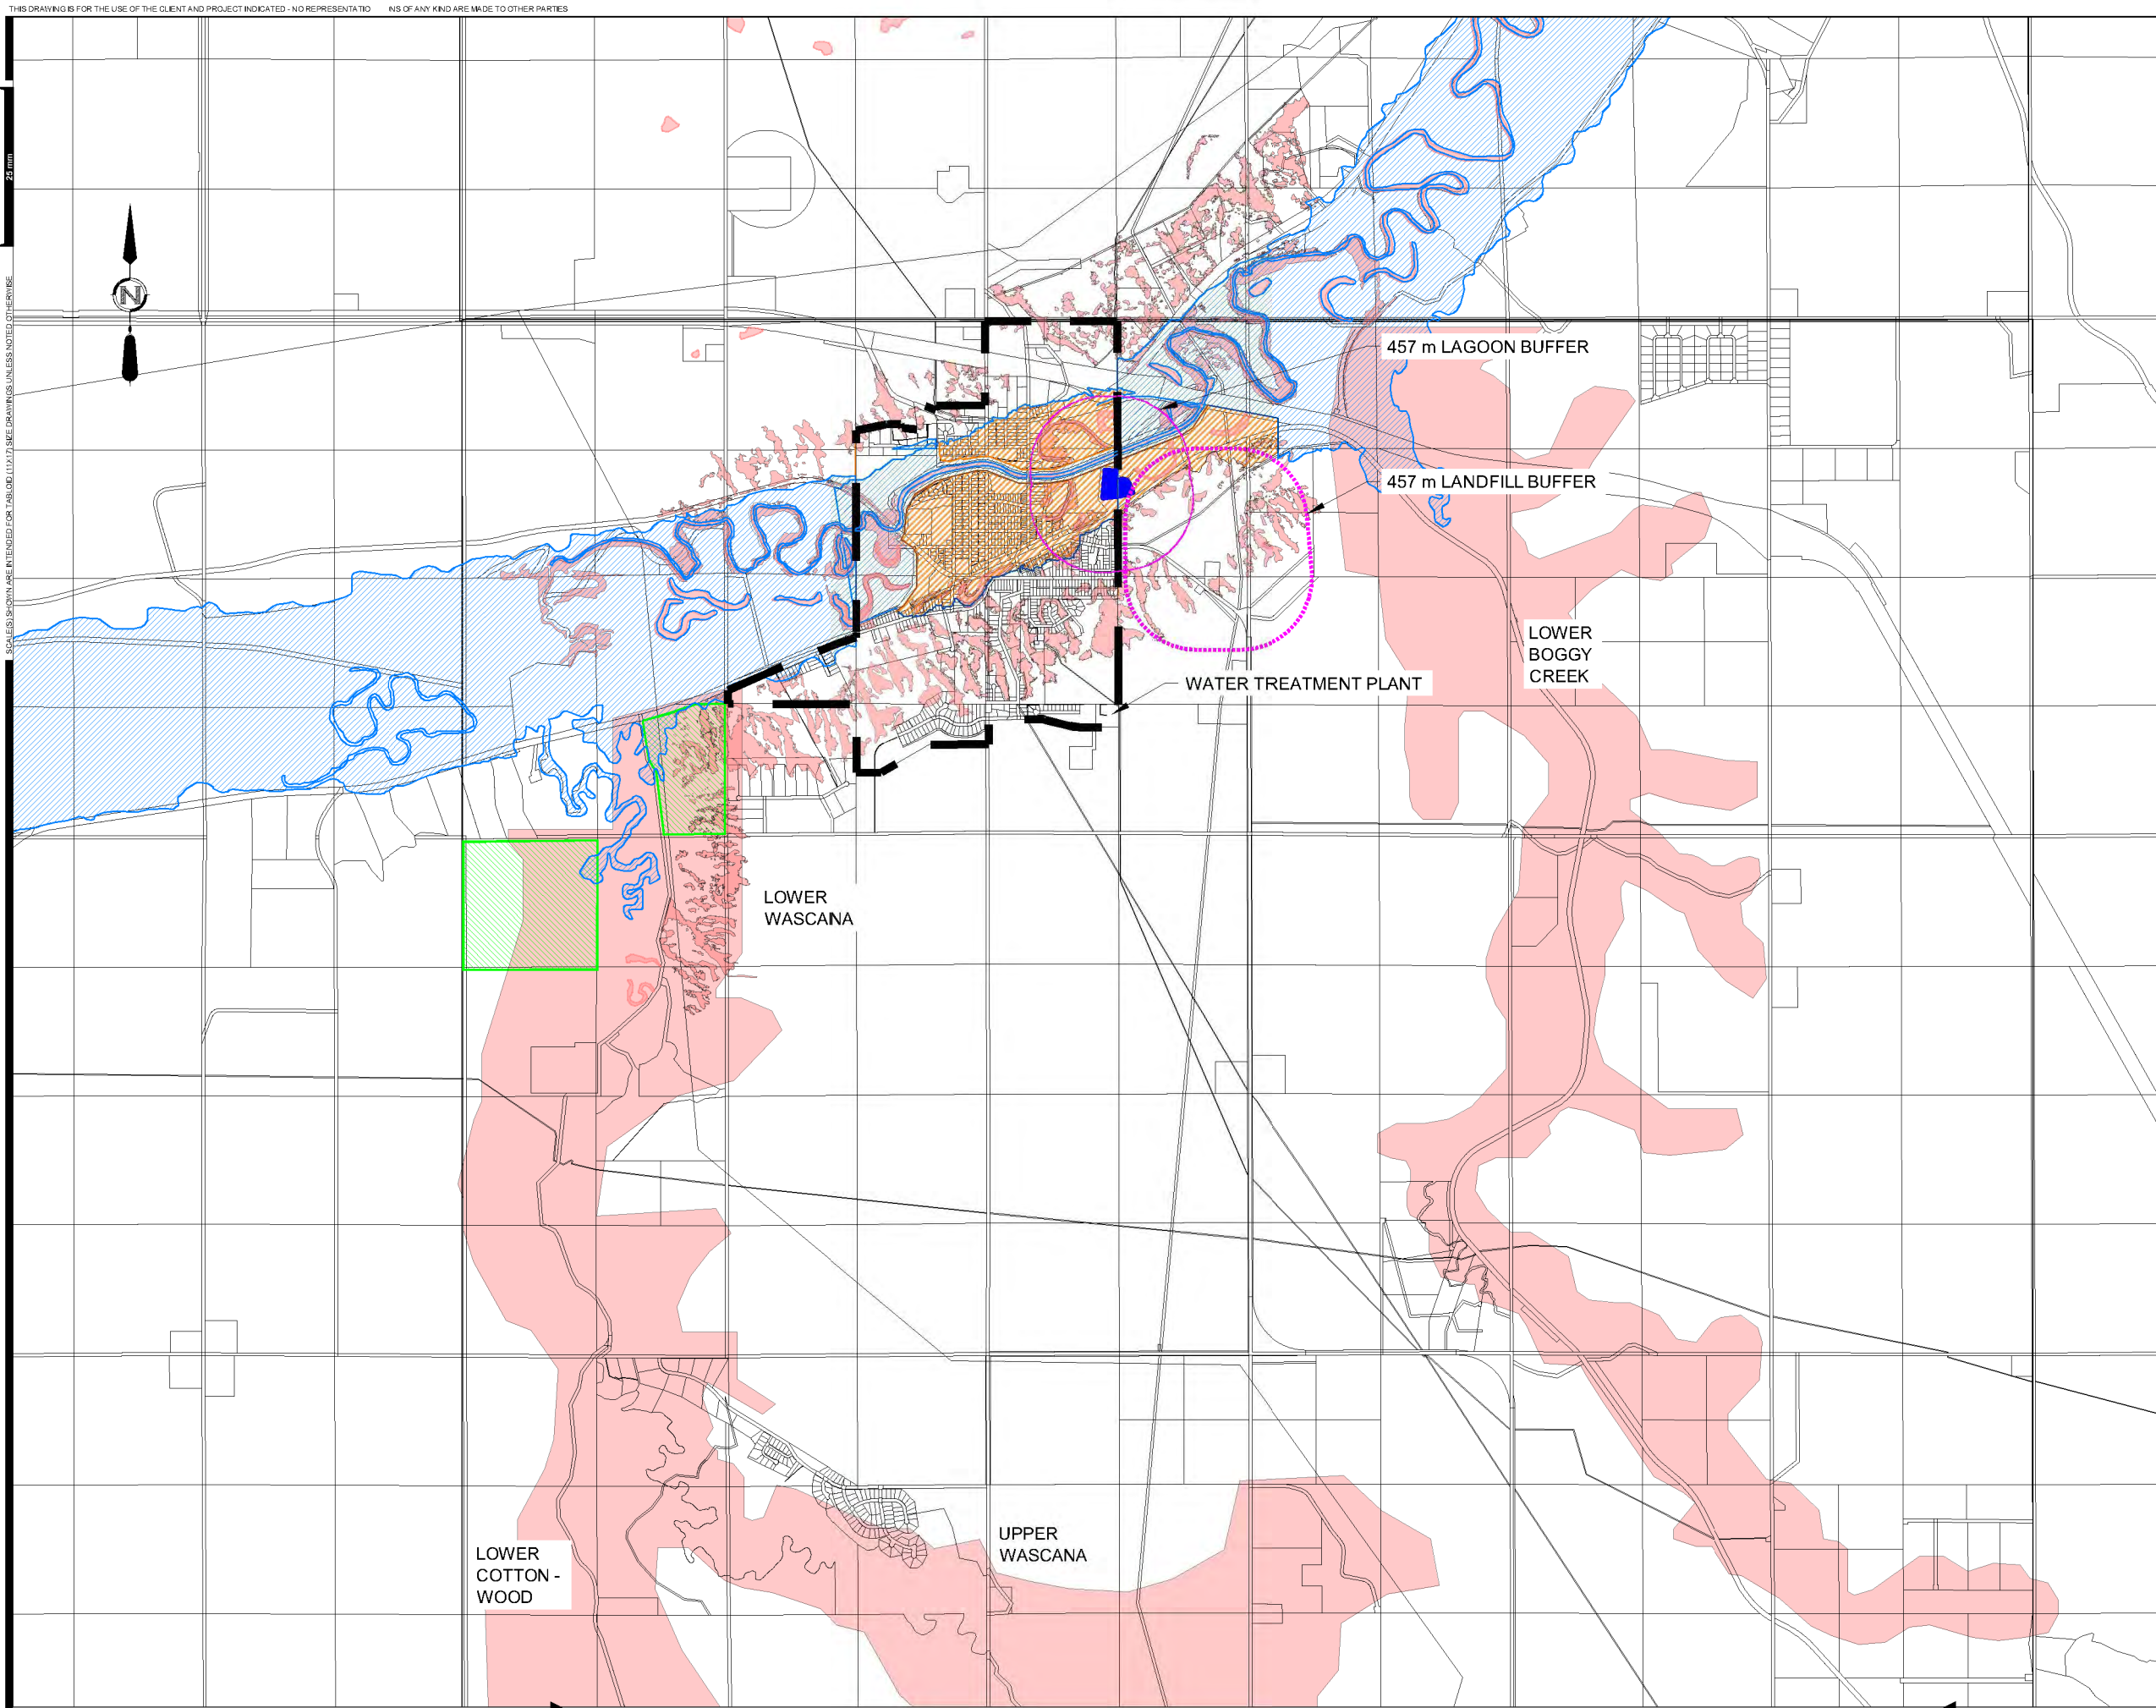 THIS DRAWING IS FOR THE USE OF THE CLIENT AND PROJECT INDICATED - NO REPRESENTATIO NS OF ANY KIND ARE MADE TO OTHER PARTIES
25 mm
SCALE(S) SHOWN ARE INTENDED FOR TABLOID (11X17) SIZE DRAWINGS UNLESS NOTED OTHERWISE
N
457 m LAGOON BUFFER
457 m LANDFILL BUFFER
LOWER
BOGGY
CREEK
WATER TREATMENT PLANT
LOWER
WASCANA
UPPER
WASCANA
LOWER
COTTON -
WOOD